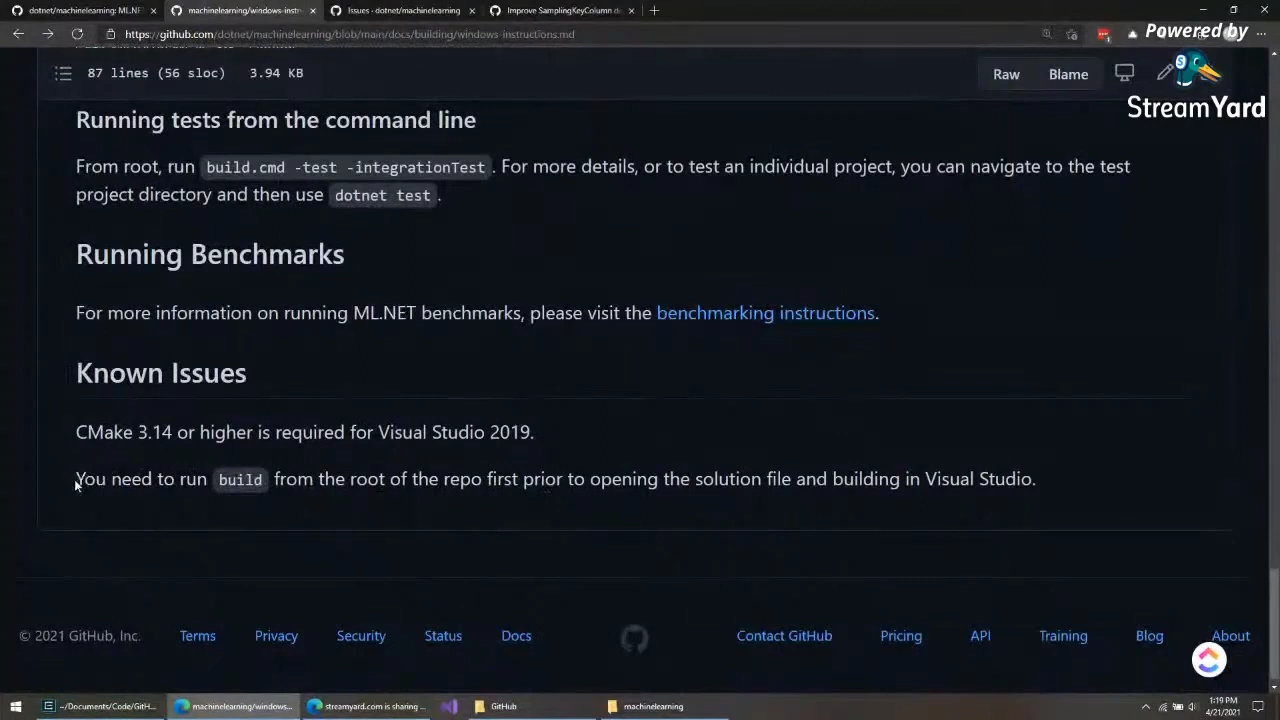 dotnet/machinelearning: ML.NE
machinelearning/windows-instr
Issues · dotnet/machinelearning
Improve SamplingKeyColumn de
https://github.com/dotnet/machinelearning/blob/main/docs/building/windows-instructions.md
Powered by
StreamYard
87 lines (56 sloc) 3.94 KB
Raw
Blame
Running tests from the command line
From root, run build.cmd -test -integrationTest. For more details, or to test an individual project, you can navigate to the test
project directory and then use dotnet test.
Running Benchmarks
For more information on running ML.NET benchmarks, please visit the benchmarking instructions.
Known Issues
CMake 3.14 or higher is required for Visual Studio 2019.
You need to run build from the root of the repo first prior to opening the solution file and building in Visual Studio.
© 2021 GitHub, Inc. Terms Privacy Security Status Docs Contact GitHub Pricing API Training Blog About
~/Documents/Code/GitH...
machinelearning/windows...
streamyard.com is sharing ...
GitHub
machinelearning
1:19 PM
4/21/2021